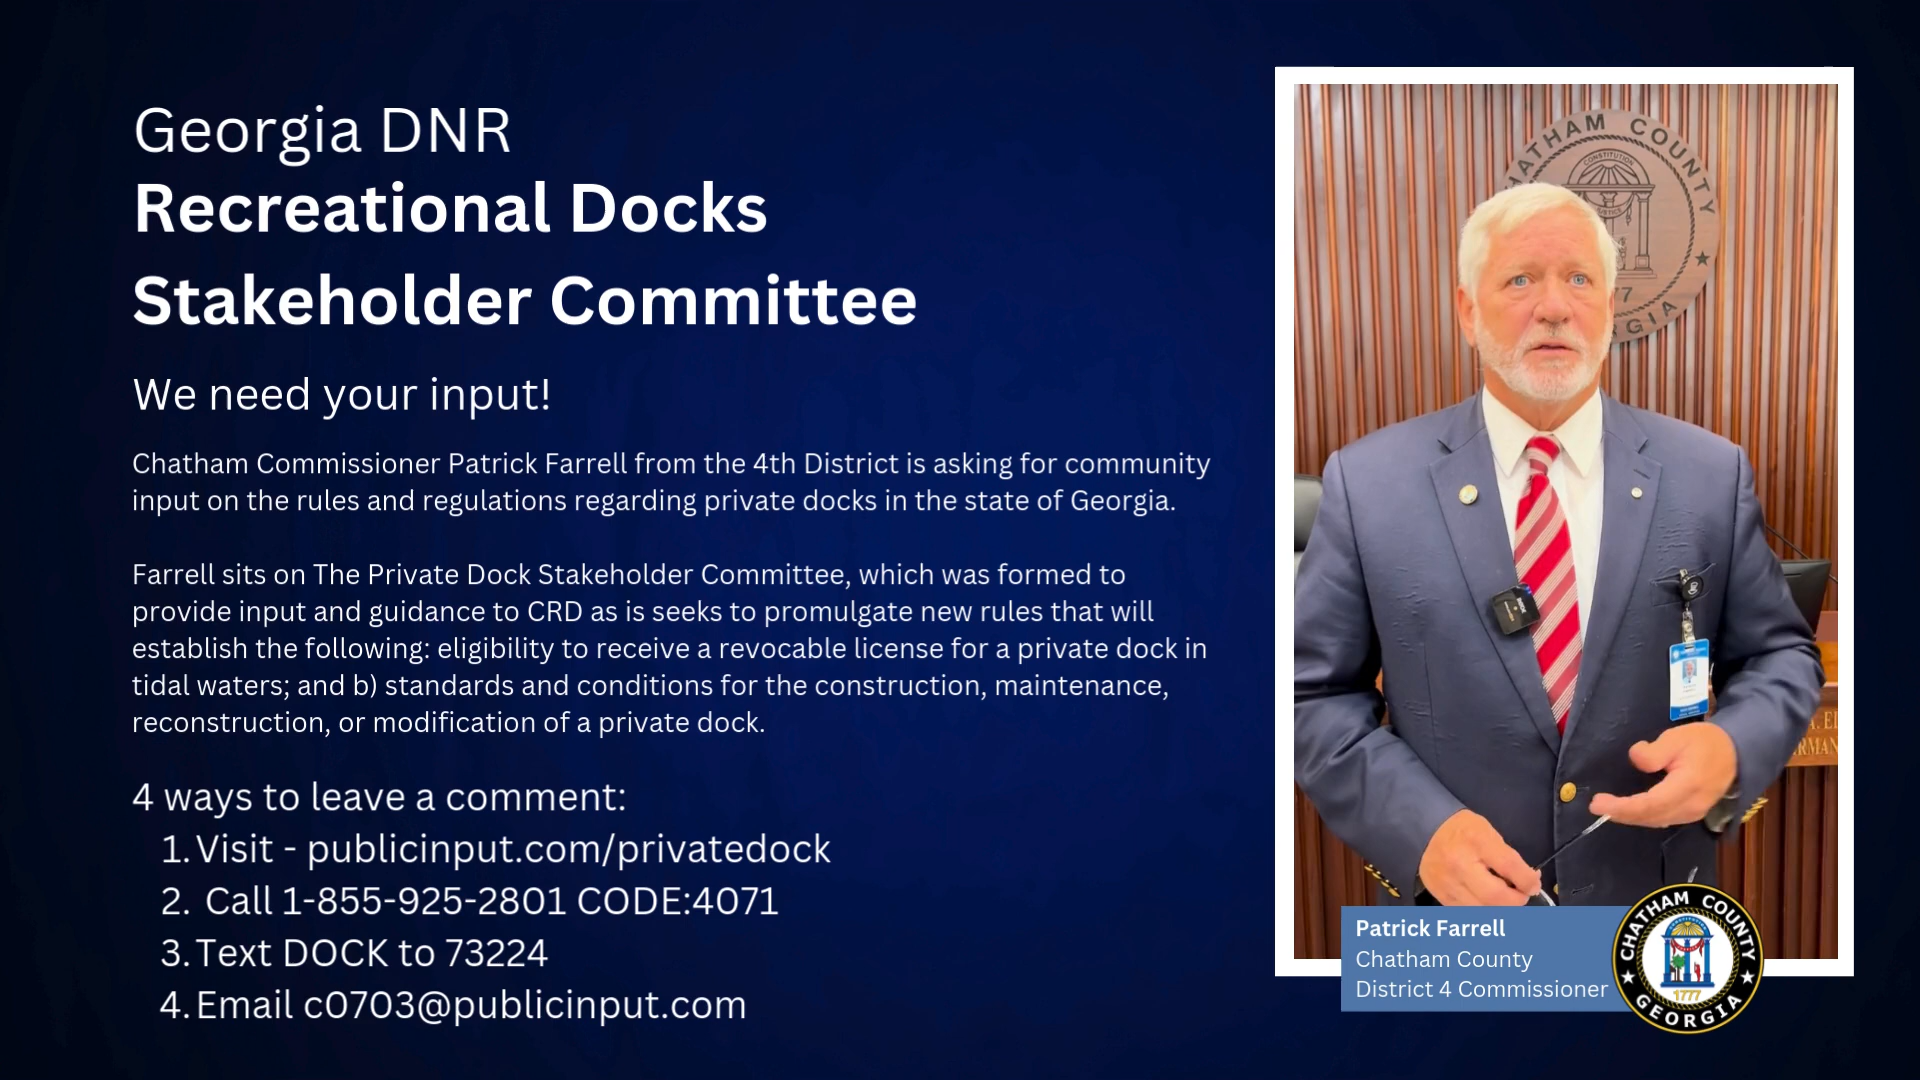 Georgia DNR
Recreational Docks
Stakeholder Committee
We need your input!
Chatham Commissioner Patrick Farrell from the 4th District is asking for community
input on the rules and regulations regarding private docks in the state of Georgia.
Farrell sits on The Private Dock Stakeholder Committee, which was formed to
provide input and guidance to CRD as is seeks to promulgate new rules that will
establish the following: eligibility to receive a revocable license for a private dock in
tidal waters; and b) standards and conditions for the construction, maintenance,
reconstruction, or modification of a private dock.
4 ways to leave a comment:
1. Visit - publicinput.com/privatedock
2. Call 1-855-925-2801 CODE:4071
3. Text DOCK to 73224
4. Email c0703@publicinput.com
HATHAM COUNTY
CONSTITUTION
77
RGIA
Patrick Farrell
Chatham County
District 4 Commissioner
CHATHAM COUNTY
1777
GEORGIA